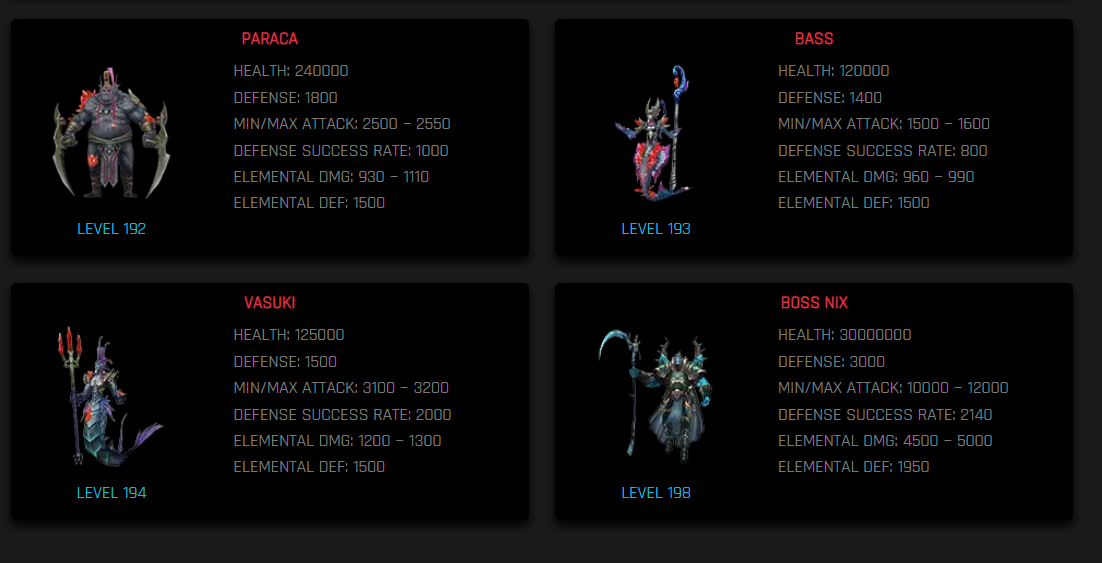 PARACA
HEALTH: 240000
DEFENSE: 1800
MIN/MAX ATTACK: 2500 – 2550
DEFENSE SUCCESS RATE: 1000
ELEMENTAL DMG: 930 – 1110
ELEMENTAL DEF: 1500
LEVEL 192
BASS
HEALTH: 120000
DEFENSE: 1400
MIN/MAX ATTACK: 1500 – 1600
DEFENSE SUCCESS RATE: 800
ELEMENTAL DMG: 960 – 990
ELEMENTAL DEF: 1500
LEVEL 193
VASUKI
HEALTH: 125000
DEFENSE: 1500
MIN/MAX ATTACK: 3100 – 3200
DEFENSE SUCCESS RATE: 2000
ELEMENTAL DMG: 1200 – 1300
ELEMENTAL DEF: 1500
LEVEL 194
BOSS NIX
HEALTH: 30000000
DEFENSE: 3000
MIN/MAX ATTACK: 10000 – 12000
DEFENSE SUCCESS RATE: 2140
ELEMENTAL DMG: 4500 – 5000
ELEMENTAL DEF: 1950
LEVEL 198